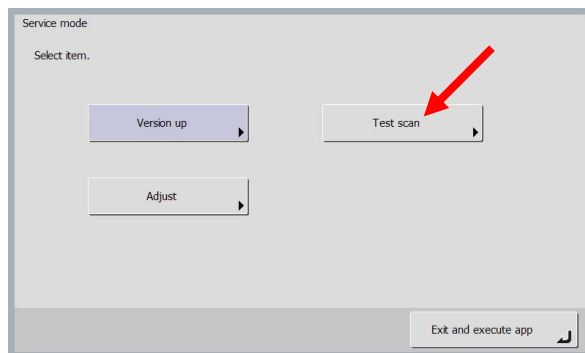 Service mode
Select item.
Version up
Test scan
Adjust
Exit and execute app